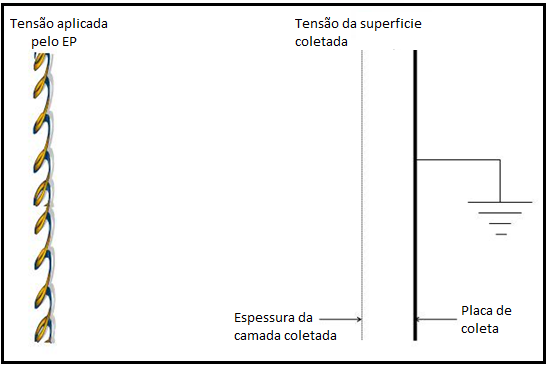 Tensão aplicada
pelo EP
Tensão da superficie
coletada
Espessura da
camada coletada
Placa de
coleta